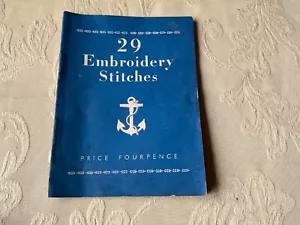 29
Embroidery
Stitches
PRICE FOURPENCE